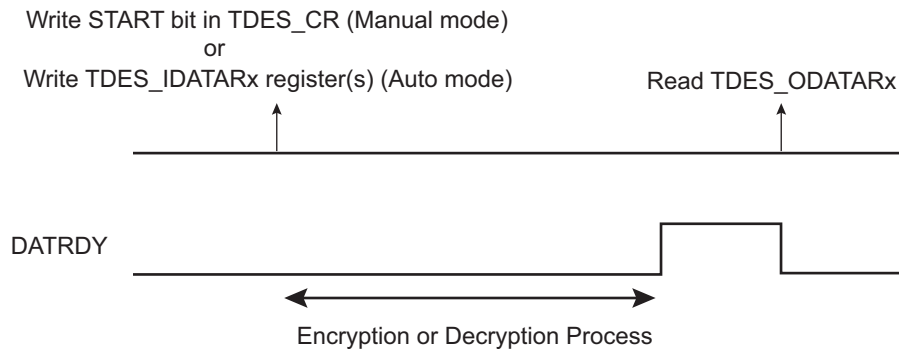 Write START bit in TDES_CR (Manual mode)
or
Write TDES_IDATARx register(s) (Auto mode)
Read TDES_ODATARx
DATRDY
Encryption or Decryption Process